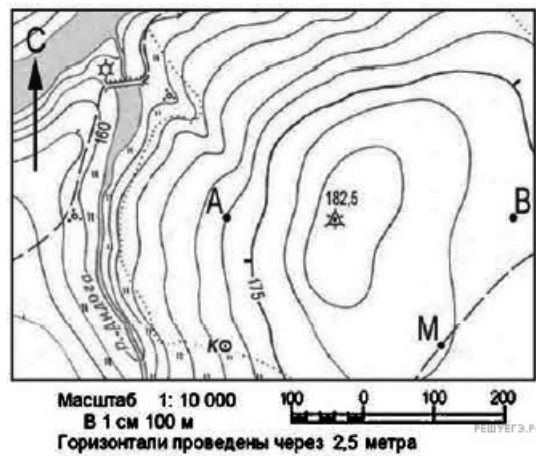 С
160
182,5
А
В
175
М
К
р. Андога
Масштаб 1: 10 000
В 1 см 100 м
100 0 100 200
Горизонтали проведены через 2,5 метра